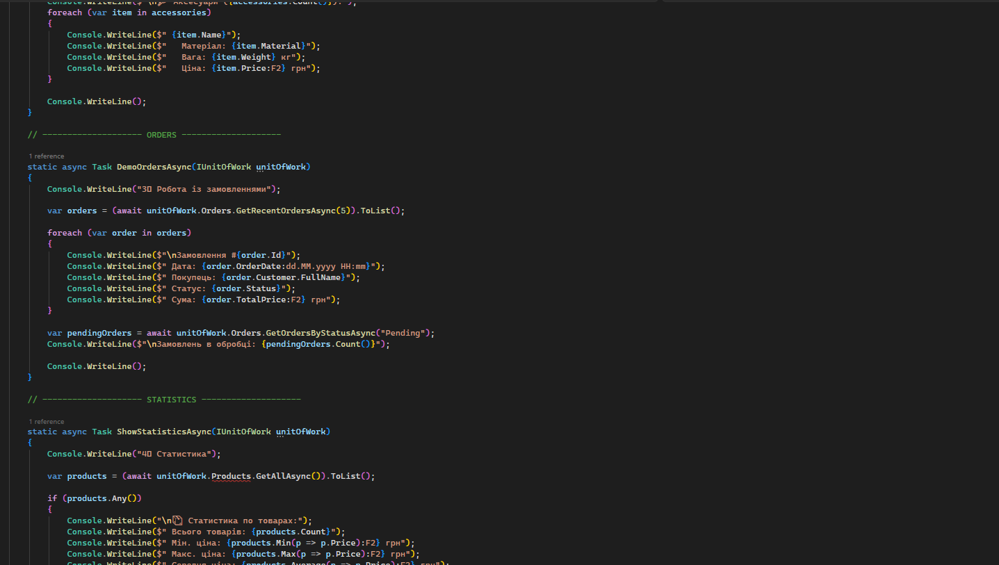 Console.WriteLine($"\n Аксесуари ({accessories.Count()}):");
foreach (var item in accessories)
{
Console.WriteLine($" {item.Name}");
Console.WriteLine($"   Матеріал: {item.Material}");
Console.WriteLine($"   Вага: {item.Weight} кг");
Console.WriteLine($"   Ціна: {item.Price:F2} грн");
}
Console.WriteLine();
}
// -------------------- ORDERS --------------------
1 reference
static async Task DemoOrdersAsync(IUnitOfWork unitOfWork)
{
Console.WriteLine("3 Робота із замовленнями");
var orders = (await unitOfWork.Orders.GetRecentOrdersAsync(5)).ToList();
foreach (var order in orders)
{
Console.WriteLine($"\nЗамовлення #{order.Id}");
Console.WriteLine($" Дата: {order.OrderDate:dd.MM.yyyy HH:mm}");
Console.WriteLine($" Покупець: {order.Customer.FullName}");
Console.WriteLine($" Статус: {order.Status}");
Console.WriteLine($" Сума: {order.TotalPrice:F2} грн");
}
var pendingOrders = await unitOfWork.Orders.GetOrdersByStatusAsync("Pending");
Console.WriteLine($"\nЗамовлень в обробці: {pendingOrders.Count()}");
Console.WriteLine();
}
// -------------------- STATISTICS --------------------
1 reference
static async Task ShowStatisticsAsync(IUnitOfWork unitOfWork)
{
Console.WriteLine("4 Статистика");
var products = (await unitOfWork.Products.GetAllAsync()).ToList();
if (products.Any())
{
Console.WriteLine("\n Статистика по товарах:");
Console.WriteLine($" Всього товарів: {products.Count}");
Console.WriteLine($" Мін. ціна: {products.Min(p => p.Price):F2} грн");
Console.WriteLine($" Макс. ціна: {products.Max(p => p.Price):F2} грн");
Console.WriteLine($" Середня ціна: {products.Average(p => p.Price):F2} грн");